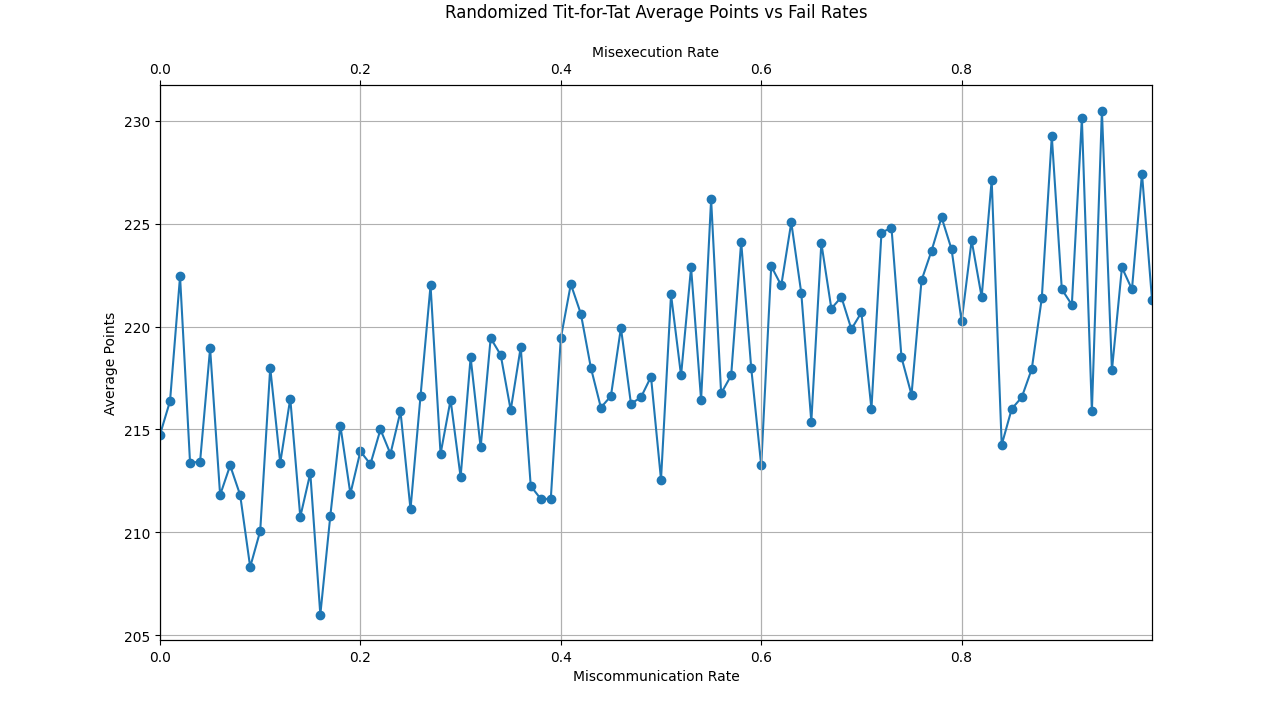 Randomized Tit-for-Tat Average Points vs Fail Rates
Misexecution Rate
0.0 0.2 0.4 0.6 0.8
230
225
220
215
210
205
Average Points
0.0 0.2 0.4 0.6 0.8
Miscommunication Rate